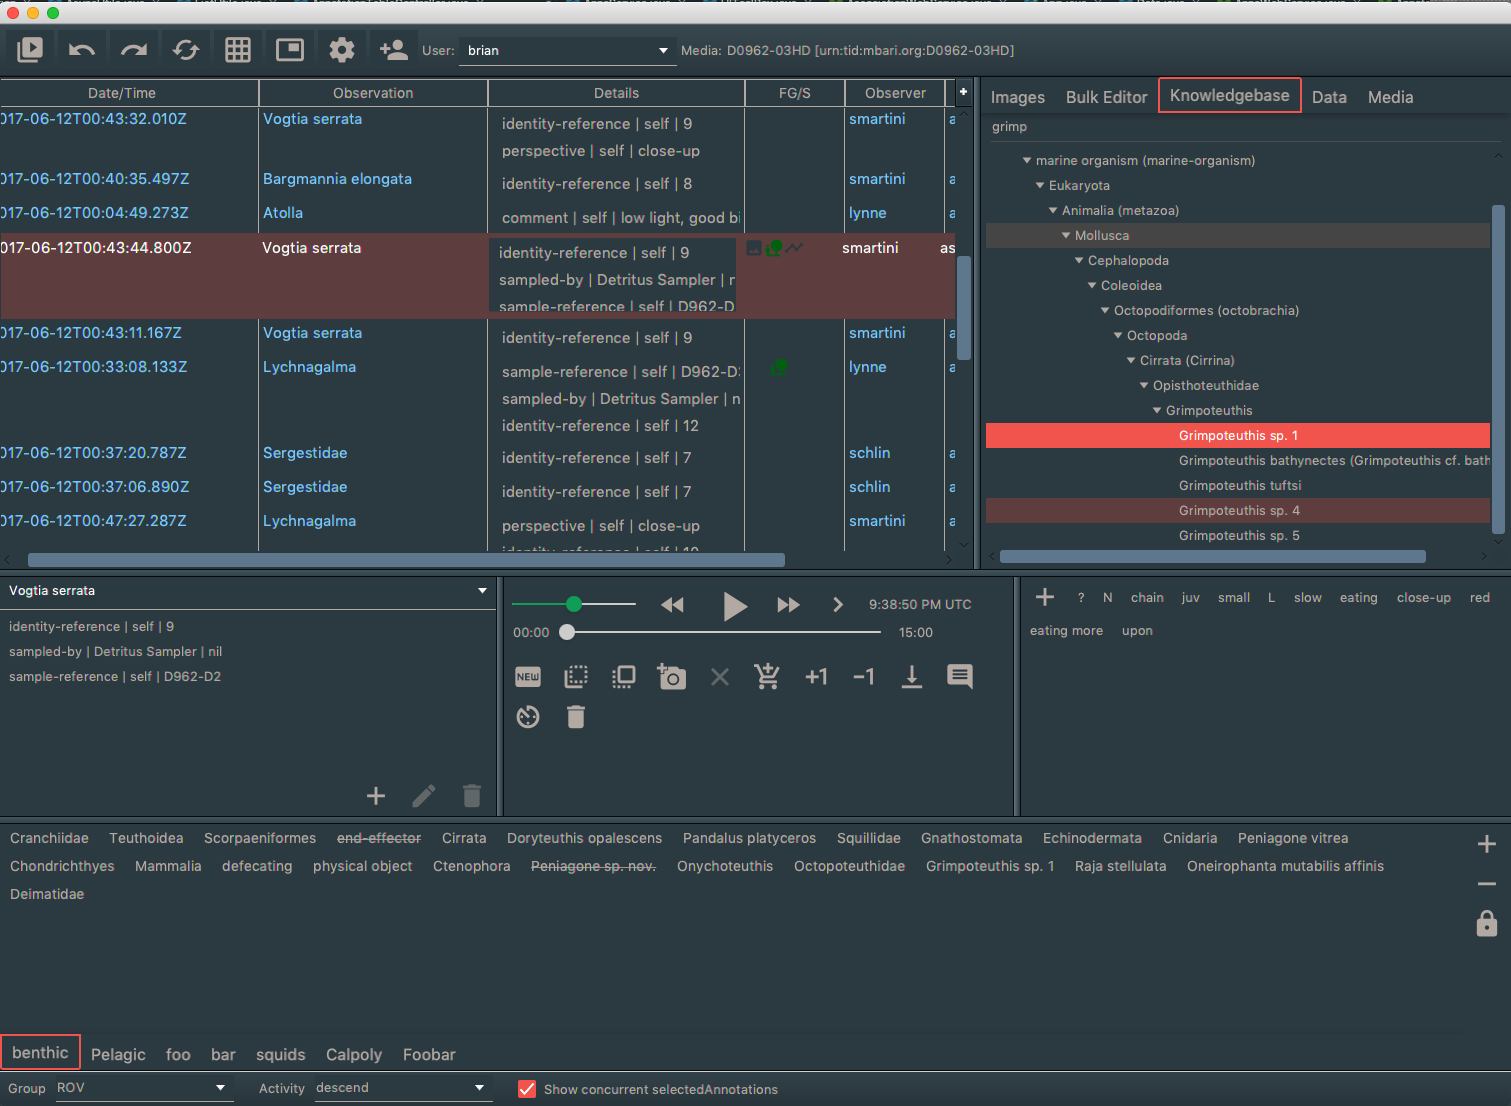 User: brian Media: D0962-03HD [urn:tid:mbari.org:D0962-03HD]
Date/Time Observation Details FG/S Observer
017-06-12T00:43:32.010Z Vogtia serrata identity-reference | self | 9 smartini a
perspective | self | close-up
017-06-12T00:40:35.497Z Bargmannia elongata identity-reference | self | 8 smartini a
017-06-12T00:04:49.273Z Atolla comment | self | low light, good bi lynne a
017-06-12T00:43:44.800Z Vogtia serrata identity-reference | self | 9 smartini as
sampled-by | Detritus Sampler | n
sample-reference | self | D962-D
017-06-12T00:43:11.167Z Vogtia serrata identity-reference | self | 9 smartini a
017-06-12T00:33:08.133Z Lychnagalma sample-reference | self | D962-D lynne a
sampled-by | Detritus Sampler | n
identity-reference | self | 12
017-06-12T00:37:20.787Z Sergestidae identity-reference | self | 7 schlin a
017-06-12T00:37:06.890Z Sergestidae identity-reference | self | 7 schlin a
017-06-12T00:47:27.287Z Lychnagalma perspective | self | close-up smartini a
Images Bulk Editor Knowledgebase Data Media
grimp
marine organism (marine-organism)
Eukaryota
Animalia (metazoa)
Mollusca
Cephalopoda
Coleoidea
Octopodiformes (octobrachia)
Octopoda
Cirrata (Cirrina)
Opisthoteuthidae
Grimpoteuthis
Grimpoteuthis sp. 1
Grimpoteuthis bathynectes (Grimpoteuthis cf. bath
Grimpoteuthis tuftsi
Grimpoteuthis sp. 4
Grimpoteuthis sp. 5
Vogtia serrata
identity-reference | self | 9
sampled-by | Detritus Sampler | nil
sample-reference | self | D962-D2
9:38:50 PM UTC
00:00 15:00
NEW +1 −1
? N chain juv small L slow eating close-up red
eating more upon
Cranchiidae Teuthoidea Scorpaeniformes end-effector Cirrata Doryteuthis opalescens Pandalus platyceros Squillidae Gnathostomata Echinodermata Cnidaria Peniagone vitrea
Chondrichthyes Mammalia defecating physical object Ctenophora Peniagone sp. nov. Onychoteuthis Octopoteuthidae Grimpoteuthis sp. 1 Raja stellulata Oneirophanta mutabilis affinis
Deimatidae
benthic Pelagic foo bar squids Calpoly Foobar
Group ROV Activity descend Show concurrent selectedAnnotations